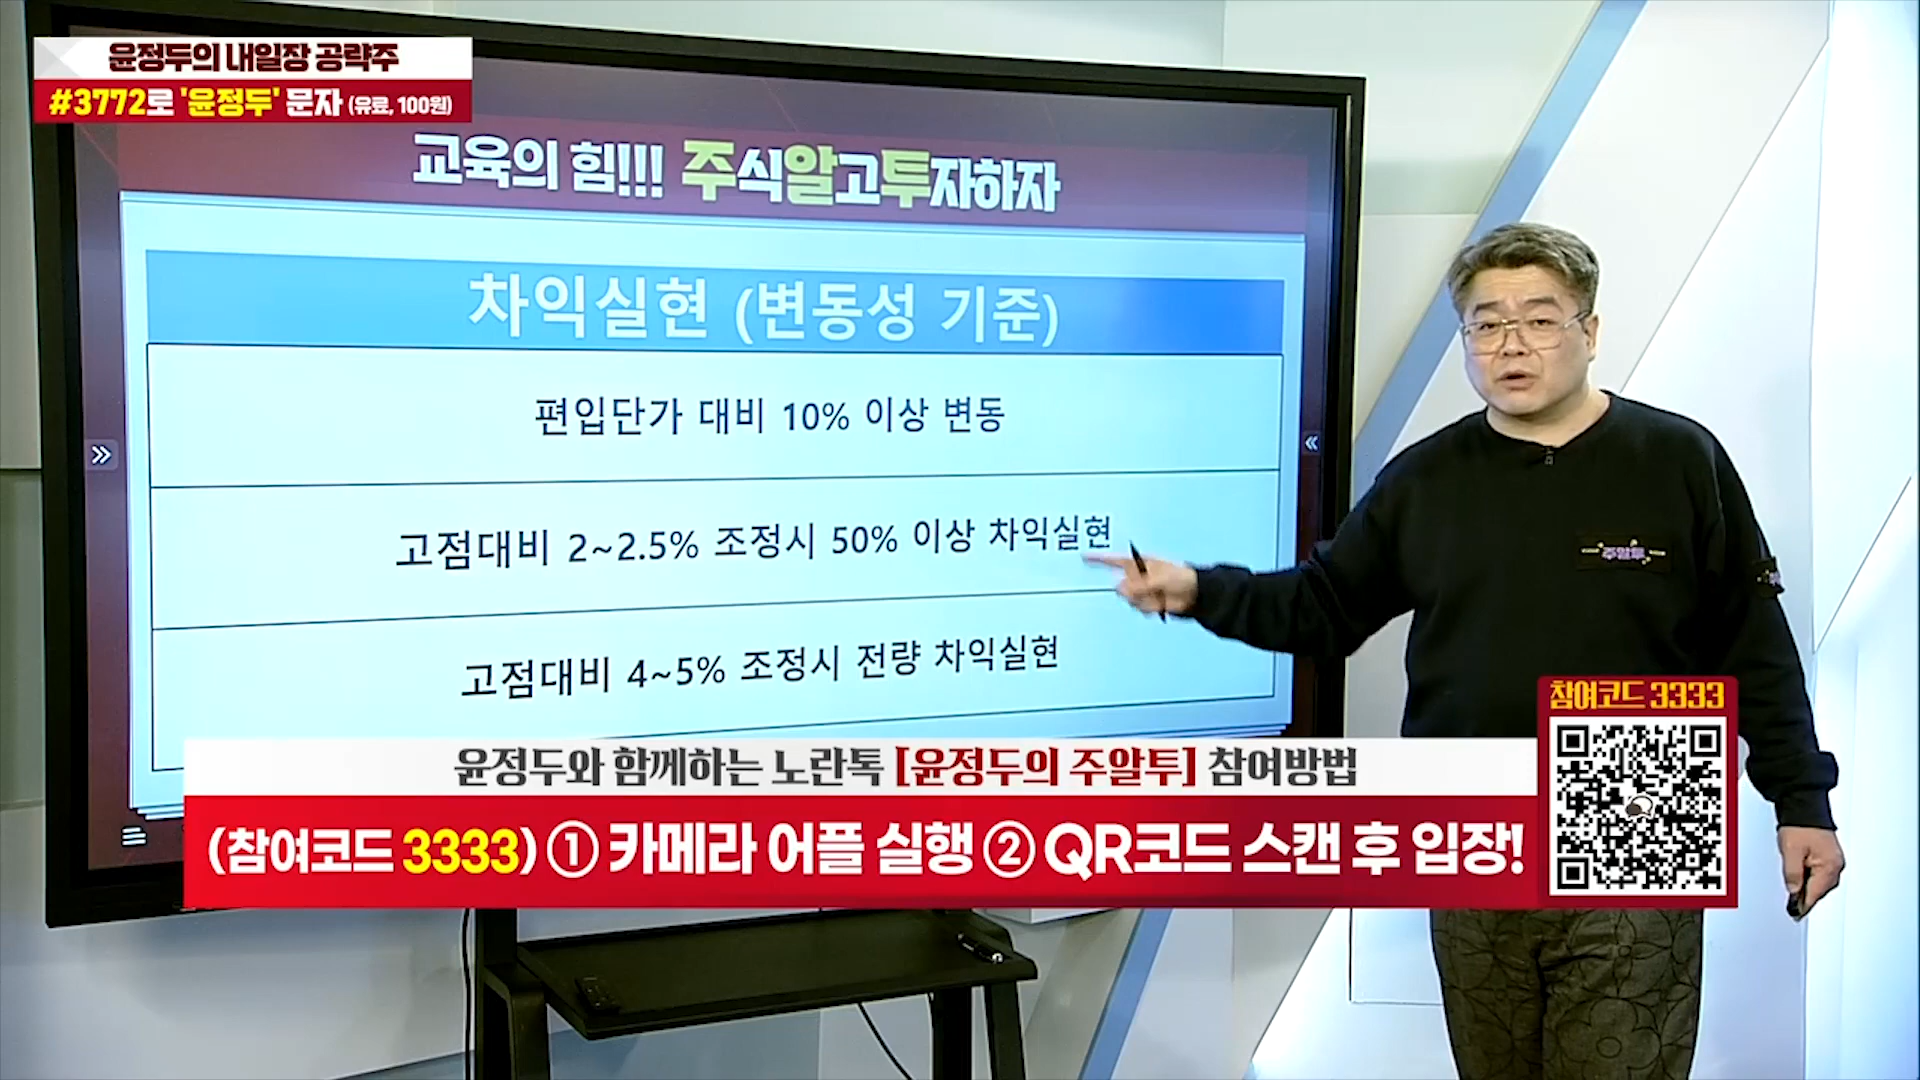 윤정두의 내일장 공략주
#3772로 '윤정두' 문자 (유료, 100원)
교육의 힘!!! 주식알고투자하자
차익실현 (변동성 기준)
편입단가 대비 10% 이상 변동
고점대비 2~2.5% 조정시 50% 이상 차익실현
고점대비 4~5% 조정시 전량 차익실현
주알투
참여코드 3333
윤정두와 함께하는 노란톡 [윤정두의 주알투] 참여방법
(참여코드 3333) ① 카메라 어플 실행 ② QR코드 스캔 후 입장!